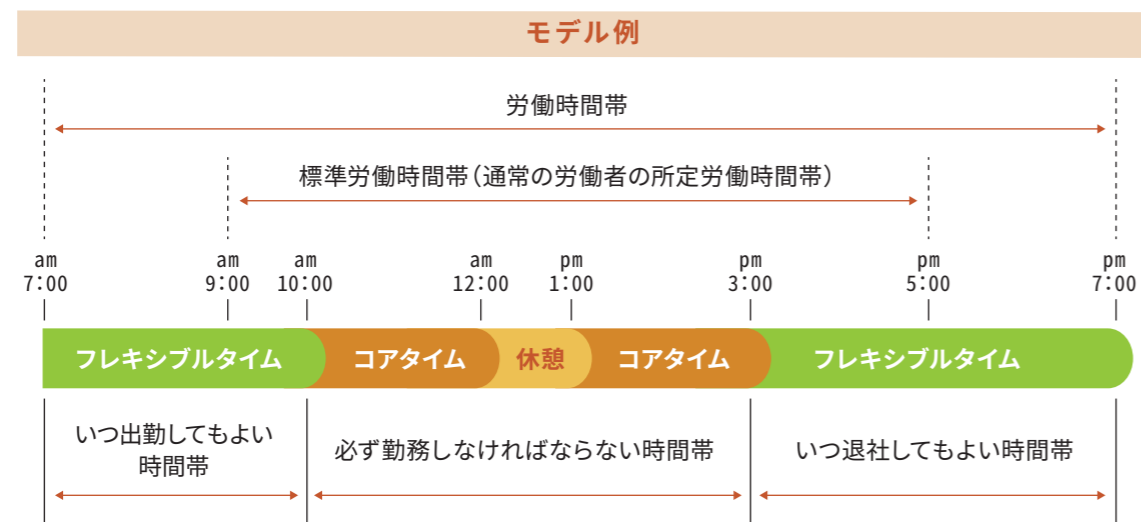 モデル例
労働時間帯
標準労働時間帯（通常の労働者の所定労働時間帯）
am
7:00
am
9:00
am
10:00
am
12:00
pm
1:00
pm
3:00
pm
5:00
pm
7:00
フレキシブルタイム
コアタイム
休憩
コアタイム
フレキシブルタイム
いつ出勤してもよい
時間帯
必ず勤務しなければならない時間帯
いつ退社してもよい時間帯